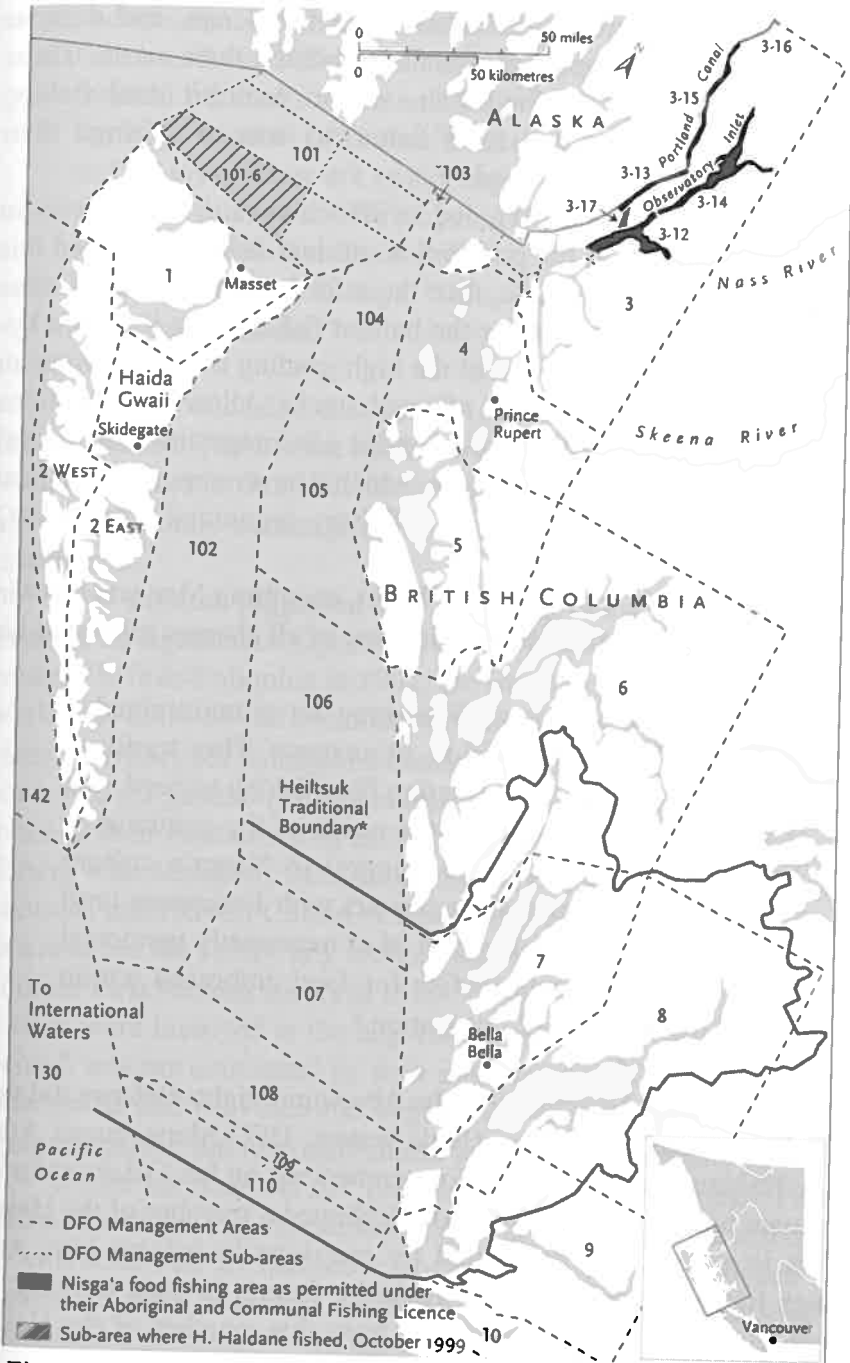 0
50 miles
0
50 kilometres
N
ALASKA
3-16
Canal
3-15
Portland
Inlet
101
103
101-6
3-13
Observatory
3-17
3-14
3-12
Nass River
1
Masset
3
104
4
Haida
Gwaii
Prince
Rupert
Skidegate
Skeena River
2 WEST
105
2 EAST
102
5
BRITISH COLUMBIA
6
106
142
Heiltsuk
Traditional
Boundary*
7
To
International
Waters
107
8
Bella
Bella
130
108
Pacific
Ocean
109
110
--- DFO Management Areas
9
..... DFO Management Sub-areas
Nisga'a food fishing area as permitted under
their Aboriginal and Communal Fishing Licence
Sub-area where H. Haldane fished, October 1999
10
Vancouver